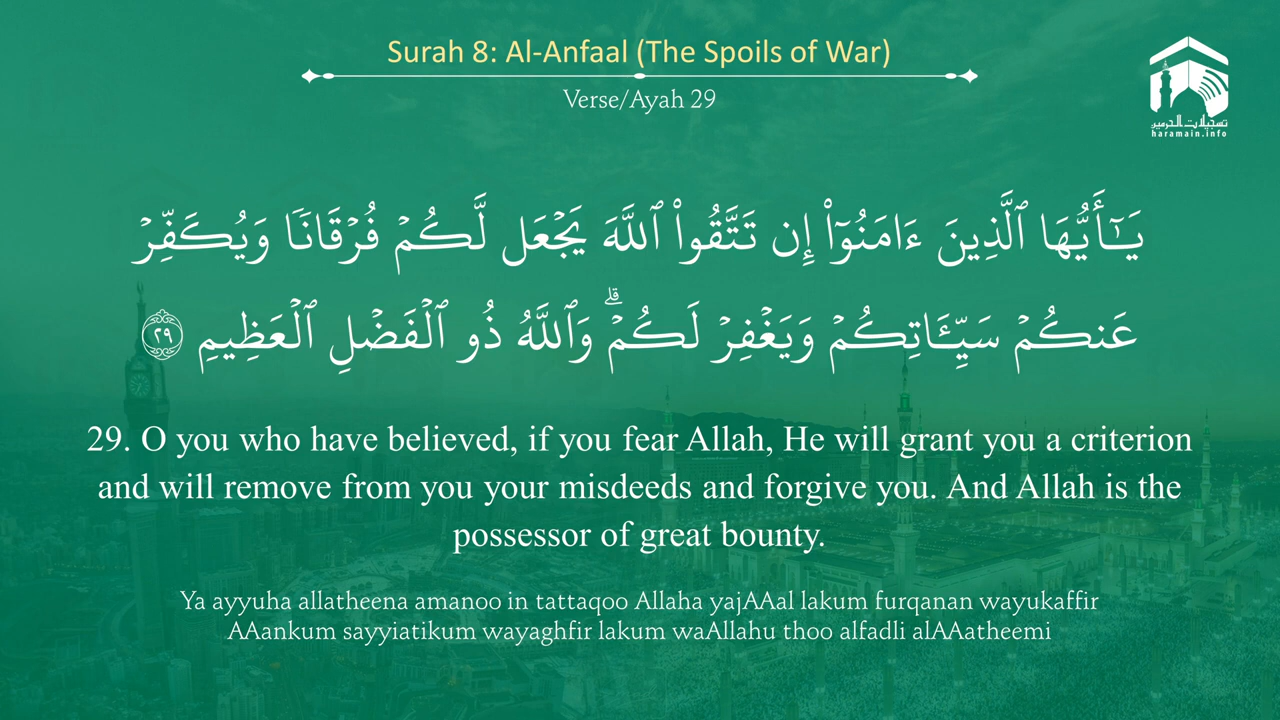 Surah 8: Al-Anfaal (The Spoils of War)
Verse/Ayah 29
تسجيلات الحرمين
haramain.info
يَـٰٓأَيُّهَا ٱلَّذِينَ ءَامَنُوٓا۟ إِن تَتَّقُوا۟ ٱللَّهَ يَجْعَل لَّكُمْ فُرْقَانًا وَيُكَفِّرْ
عَنكُمْ سَيِّـَٔاتِكُمْ وَيَغْفِرْ لَكُمْ ۗ وَٱللَّهُ ذُو ٱلْفَضْلِ ٱلْعَظِيمِ ٢٩
29. O you who have believed, if you fear Allah, He will grant you a criterion
and will remove from you your misdeeds and forgive you. And Allah is the
possessor of great bounty.
Ya ayyuha allatheena amanoo in tattaqoo Allaha yajAAal lakum furqanan wayukaffir
AAankum sayyiatikum wayaghfir lakum waAllahu thoo alfadli alAAatheemi